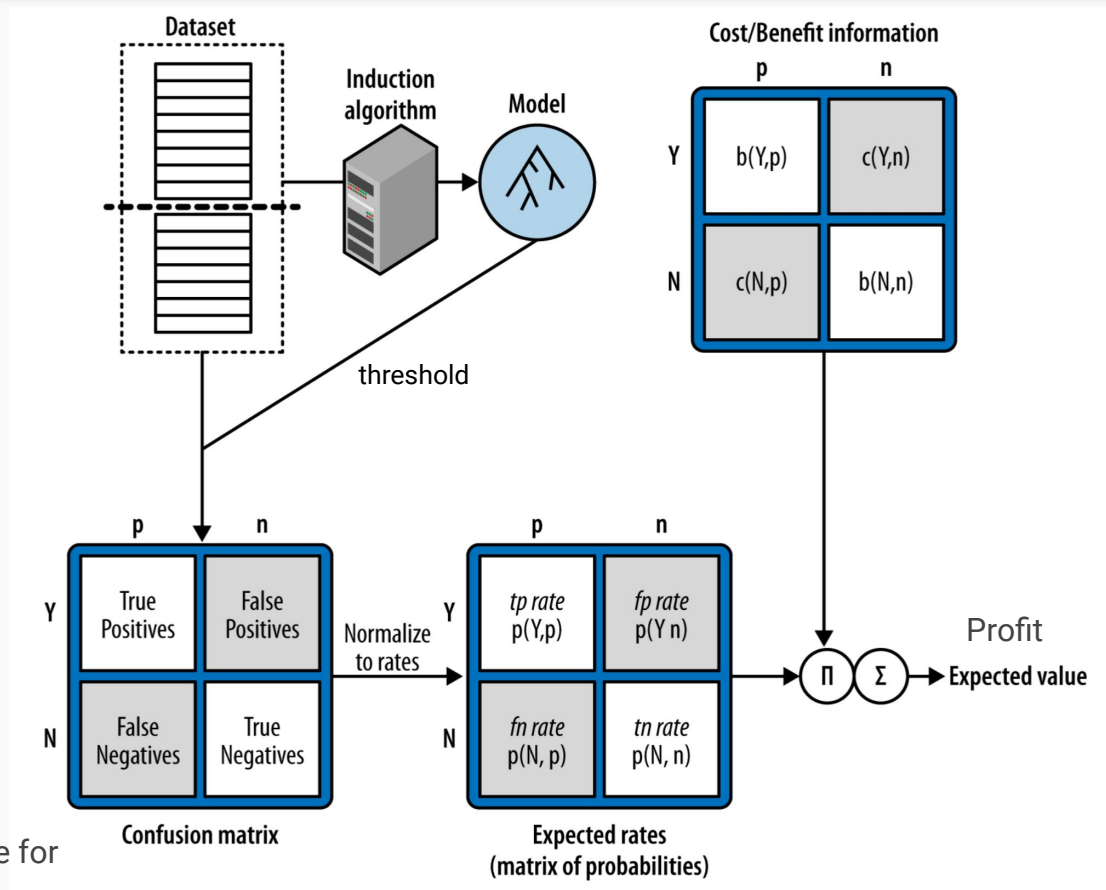 Dataset
Induction
algorithm
Model
threshold
Cost/Benefit information
p n
Y b(Y,p) c(Y,n)
N c(N,p) b(N,n)
p n
Y True
Positives
False
Positives
N False
Negatives
True
Negatives
Confusion matrix
Normalize
to rates
p n
Y tp rate
p(Y,p)
fp rate
p(Y n)
N fn rate
p(N, p)
tn rate
p(N, n)
Expected rates
(matrix of probabilities)
Π Σ
Profit
Expected value
e for